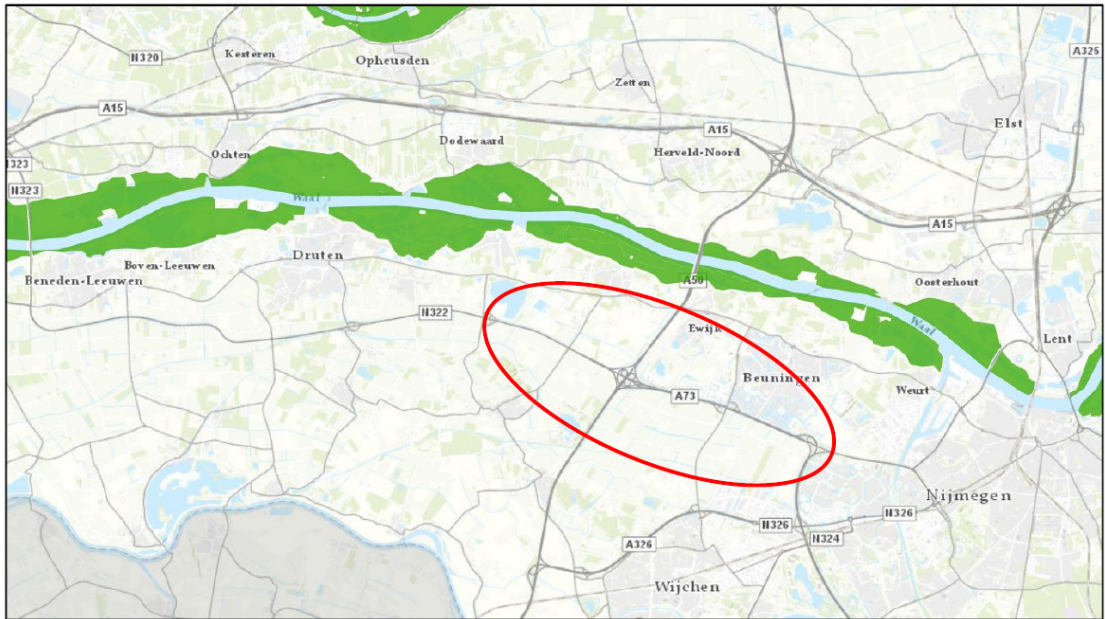 N320
Kesteren
Opheusden
A325
Zetten
A15
Elst
Dodewaard
A15
Herveld-Noord
Ochten
N323
N323
Waal
A15
Druten
Boven-Leeuwen
Beneden-Leeuwen
A50
Oosterhout
N322
Ewijk
Waal
Lent
Beuningen
Weurt
A73
Nijmegen
N326
N326
N324
A326
Wijchen